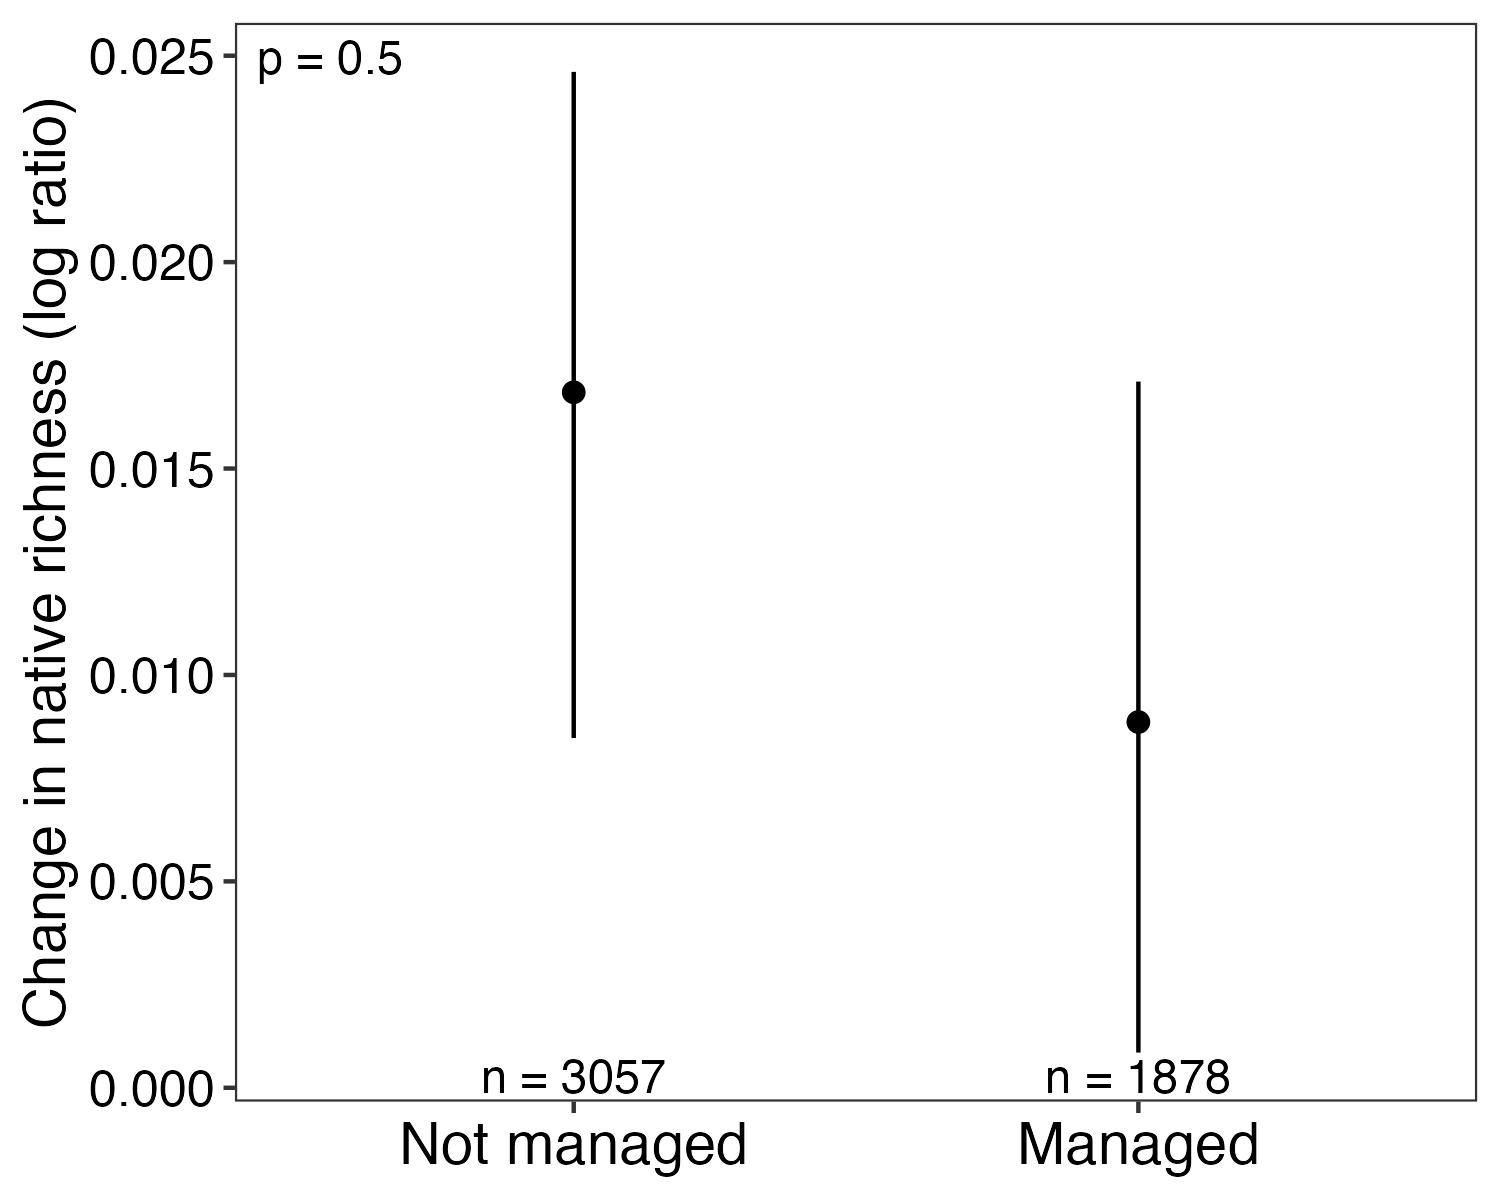 Change in native richness (log ratio)
0.025
0.020
0.015
0.010
0.005
0.000
p = 0.5
n = 3057
n = 1878
Not managed
Managed